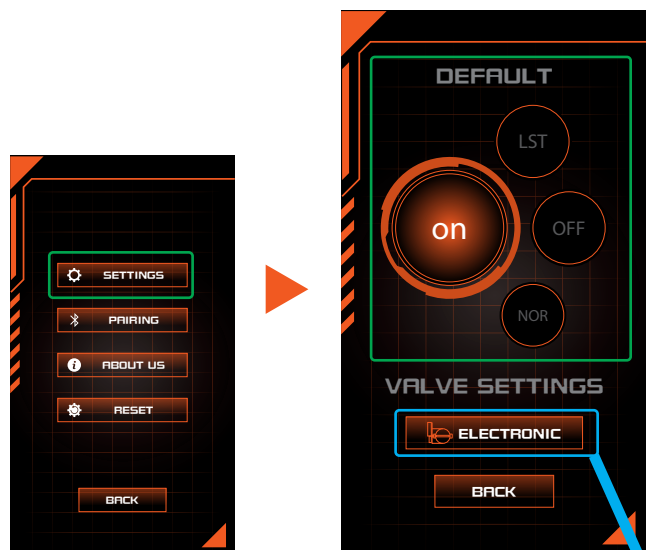 SETTINGS
PAIRING
ABOUT US
RESET
BACK
DEFAULT
LST
on
OFF
NOR
VALVE SETTINGS
ELECTRONIC
BACK